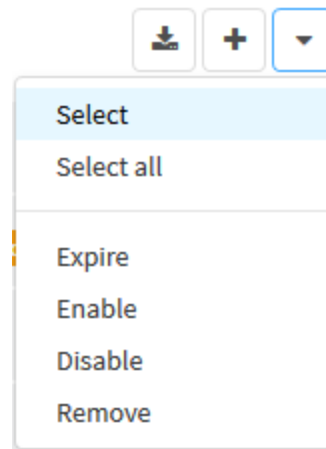 Select
Select all
Expire
Enable
Disable
Remove